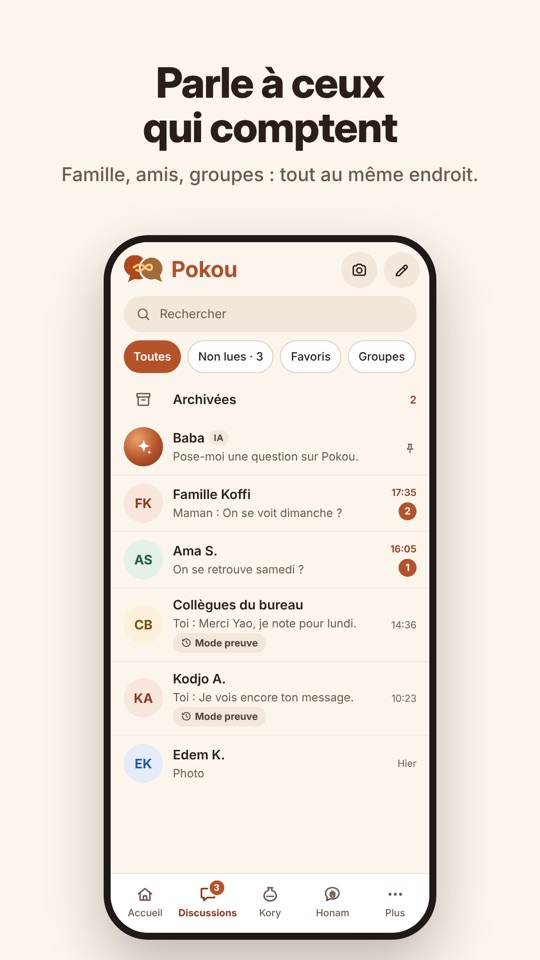 Parle à ceux
qui comptent
Famille, amis, groupes : tout au même endroit.
Pokou
Rechercher
Toutes
Non lues · 3
Favoris
Groupes
Archivées
2
Baba IA
Pose-moi une question sur Pokou.
FK
Famille Koffi
17:35
Maman : On se voit dimanche ?
2
AS
Ama S.
16:05
On se retrouve samedi ?
1
CB
Collègues du bureau
Toi : Merci Yao, je note pour lundi.
14:36
Mode preuve
KA
Kodjo A.
Toi : Je vois encore ton message.
10:23
Mode preuve
EK
Edem K.
Photo
Hier
3
Accueil
Discussions
Kory
Honam
Plus